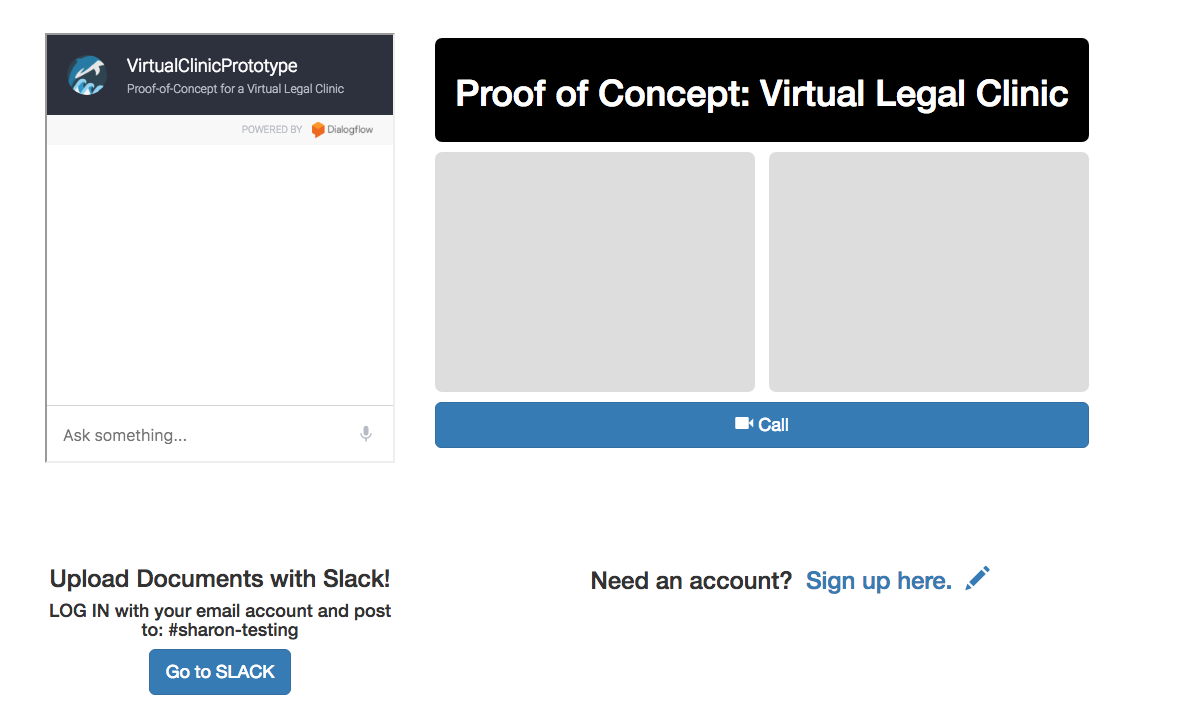 VirtualClinicPrototype
Proof-of-Concept for a Virtual Legal Clinic
POWERED BY Dialogflow
Ask something...
Proof of Concept: Virtual Legal Clinic
Call
Upload Documents with Slack!
LOG IN with your email account and post
to: #sharon-testing
Go to SLACK
Need an account? Sign up here.